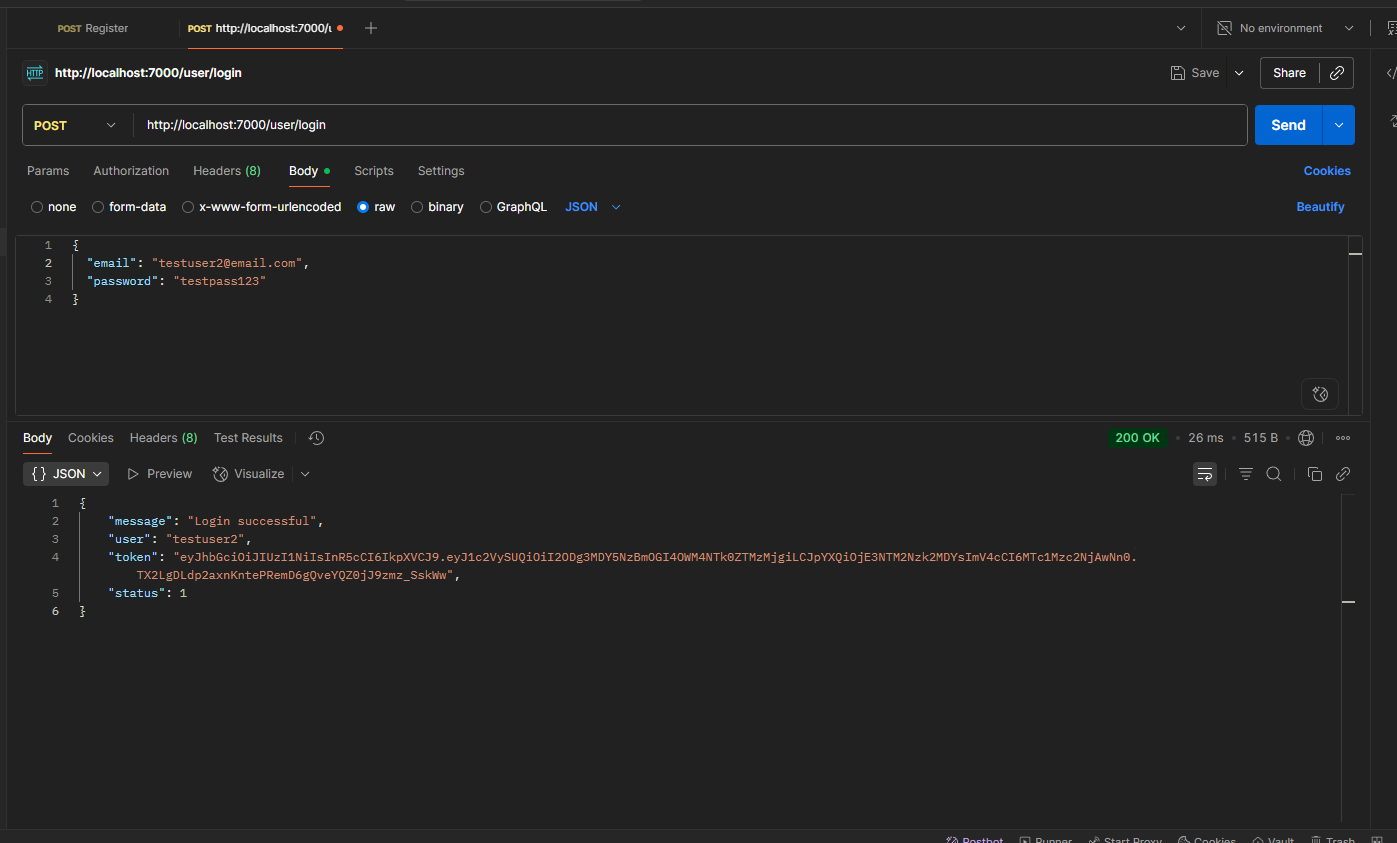 POST Register POST http://localhost:7000/u No environment
HTTP http://localhost:7000/user/login Save Share
POST http://localhost:7000/user/login Send
Params Authorization Headers (8) Body Scripts Settings Cookies
none form-data x-www-form-urlencoded raw binary GraphQL JSON Beautify
1 {
2 "email": "testuser2@email.com",
3 "password": "testpass123"
4 }
Body Cookies Headers (8) Test Results 200 OK 26 ms 515 B
{} JSON Preview Visualize
1 {
2 "message": "Login successful",
3 "user": "testuser2",
4 "token": "eyJhbGciOiJIUzI1NiIsInR5cCI6IkpXVCJ9.eyJ1c2VySUQiOiI2ODg3MDY5NzBmOGI4OWM4NTk0ZTMzMjgiLCJpYXQiOjE3NTM2Nzk2MDYsImV4cCI6MTc1Mzc2NjAwNn0.
TX2LgDLdp2axnKntePRemD6gQveYQZ0jJ9zmz_SskWw",
5 "status": 1
6 }
Postbot Runner Start Proxy Cookies Vault Trash